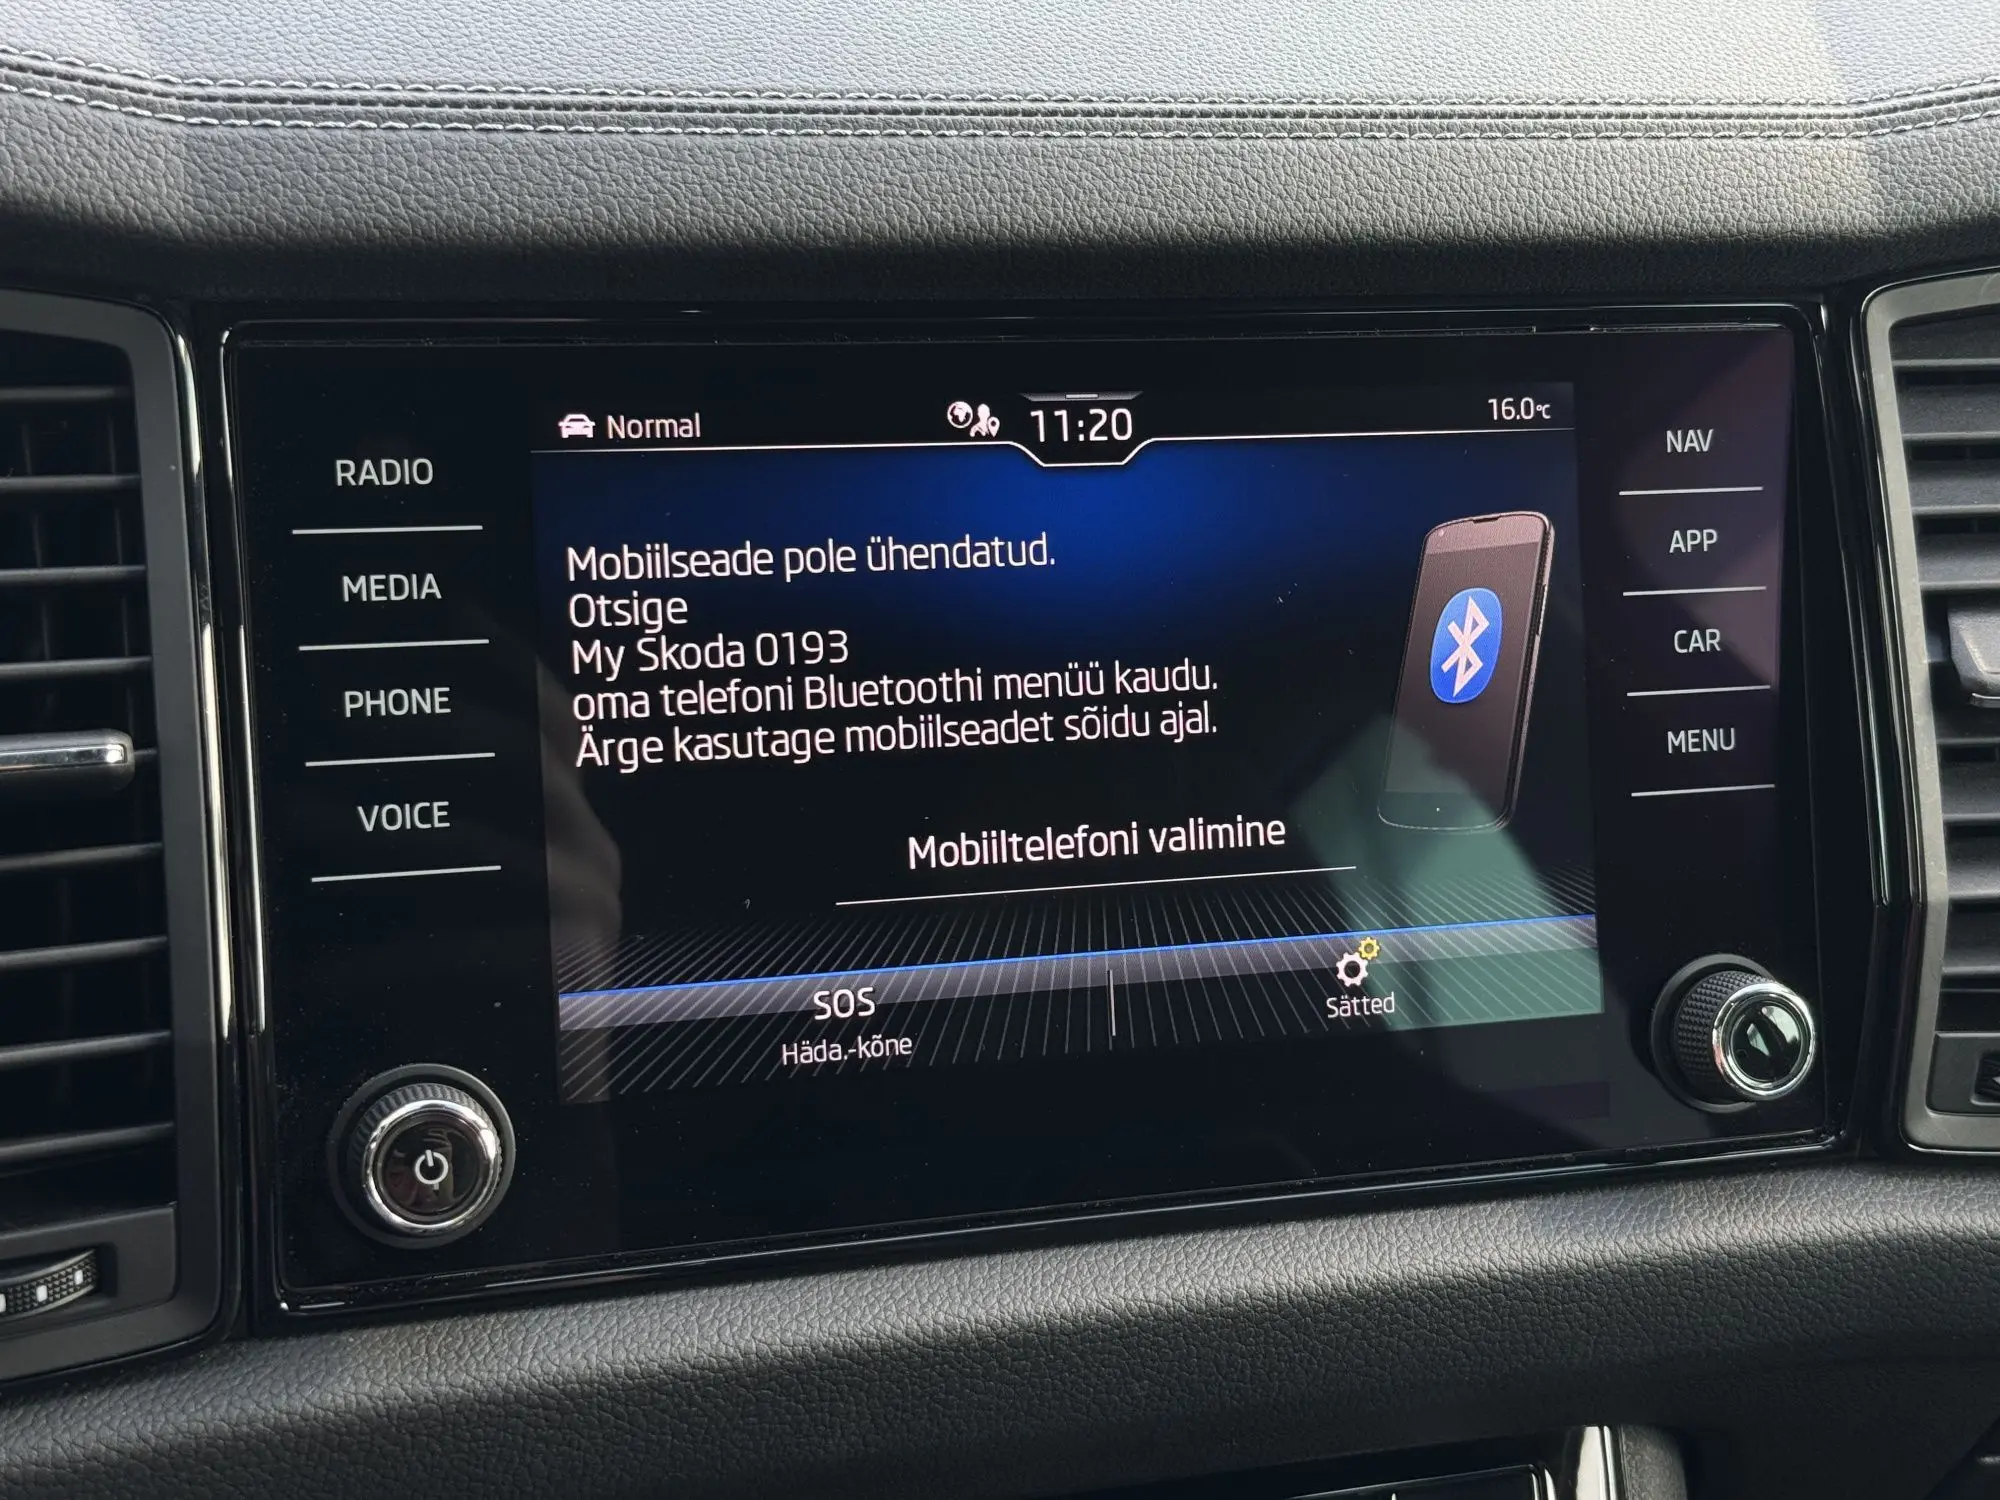 Normal
11:20
16.0°C
RADIO
MEDIA
PHONE
VOICE
Mobiilseade pole ühendatud.
Otsige
My Skoda 0193
oma telefoni Bluetoothi menüü kaudu.
Ärge kasutage mobiilseadet sõidu ajal.
Mobiiltelefoni valimine
SOS
Häda.-kõne
Sätted
NAV
APP
CAR
MENU